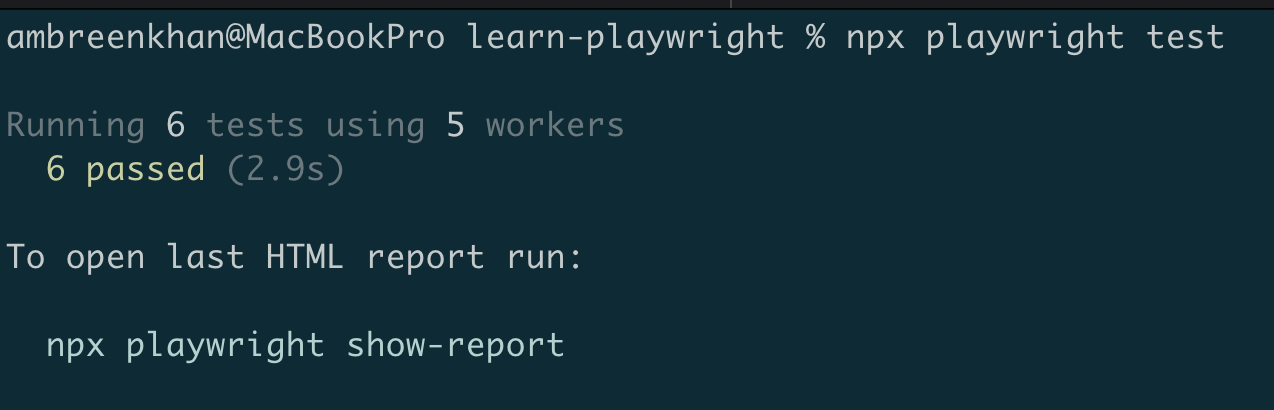 ambreenkhan@MacBookPro learn-playwright % npx playwright test
Running 6 tests using 5 workers
6 passed (2.9s)
To open last HTML report run:
npx playwright show-report